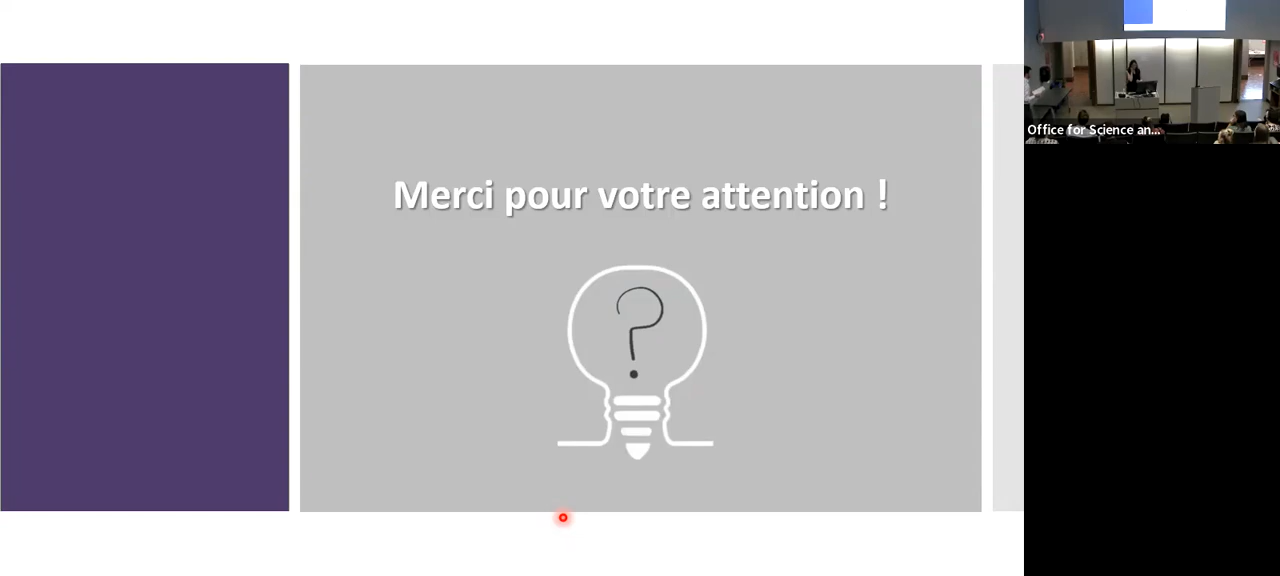 Merci pour votre attention !
?
Office for Science an...